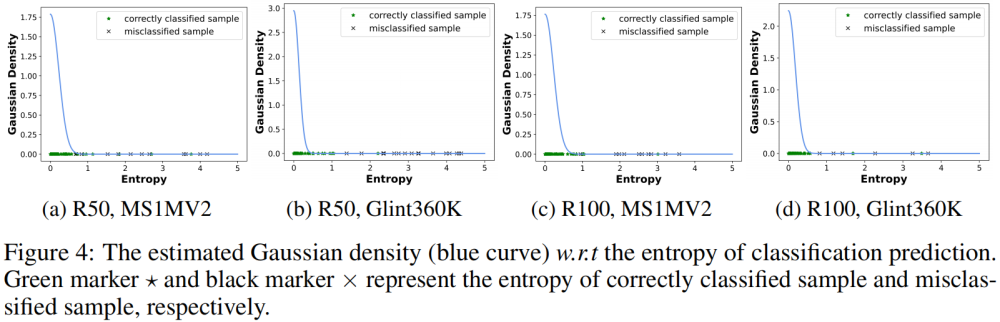 correctly classified sample
misclassified sample
Gaussian Density
1.75
1.50
1.25
1.00
0.75
0.50
0.25
0.00
0 1 2 3 4 5
Entropy
(a) R50, MS1MV2
correctly classified sample
misclassified sample
Gaussian Density
3.0
2.5
2.0
1.5
1.0
0.5
0.0
0 1 2 3 4 5
Entropy
(b) R50, Glint360K
correctly classified sample
misclassified sample
Gaussian Density
1.75
1.50
1.25
1.00
0.75
0.50
0.25
0.00
0 1 2 3 4 5
Entropy
(c) R100, MS1MV2
correctly classified sample
misclassified sample
Gaussian Density
2.0
1.5
1.0
0.5
0.0
0 1 2 3 4 5
Entropy
(d) R100, Glint360K
Figure 4: The estimated Gaussian density (blue curve) w.r.t the entropy of classification prediction.
Green marker ⋆ and black marker × represent the entropy of correctly classified sample and misclas-
sified sample, respectively.